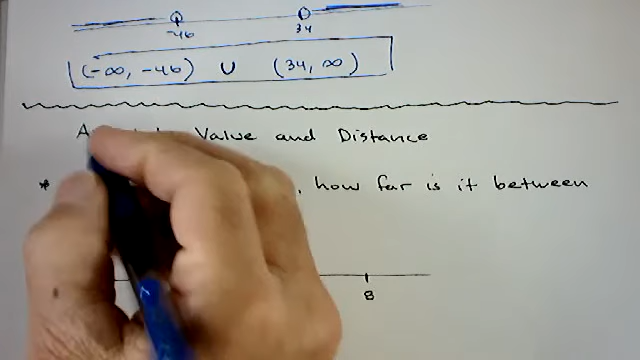 -46 34
(-∞, -46) ∪ (34, ∞)
Value and Distance
* , how far is it between
8